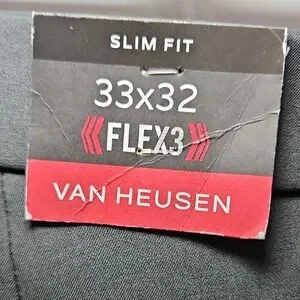 SLIM FIT
33x32
FLEX3
VAN HEUSEN